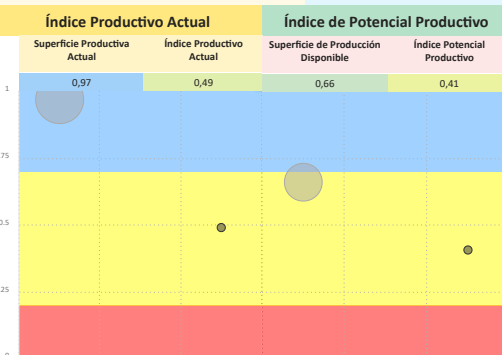 Índice Productivo Actual
Índice de Potencial Productivo
Superficie Productiva
Actual
Índice Productivo
Actual
Superficie de Producción
Disponible
Índice Potencial
Productivo
0,97
0,49
0,66
0,41
1
.75
0.5
.25
0